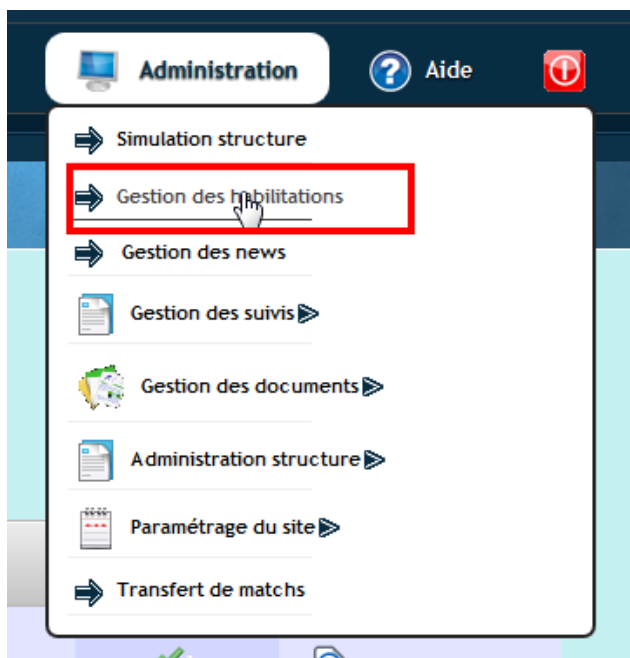 Administration
Aide
Simulation structure
Gestion des habilitations
Gestion des news
Gestion des suivis
Gestion des documents
Administration structure
Paramétrage du site
Transfert de matchs